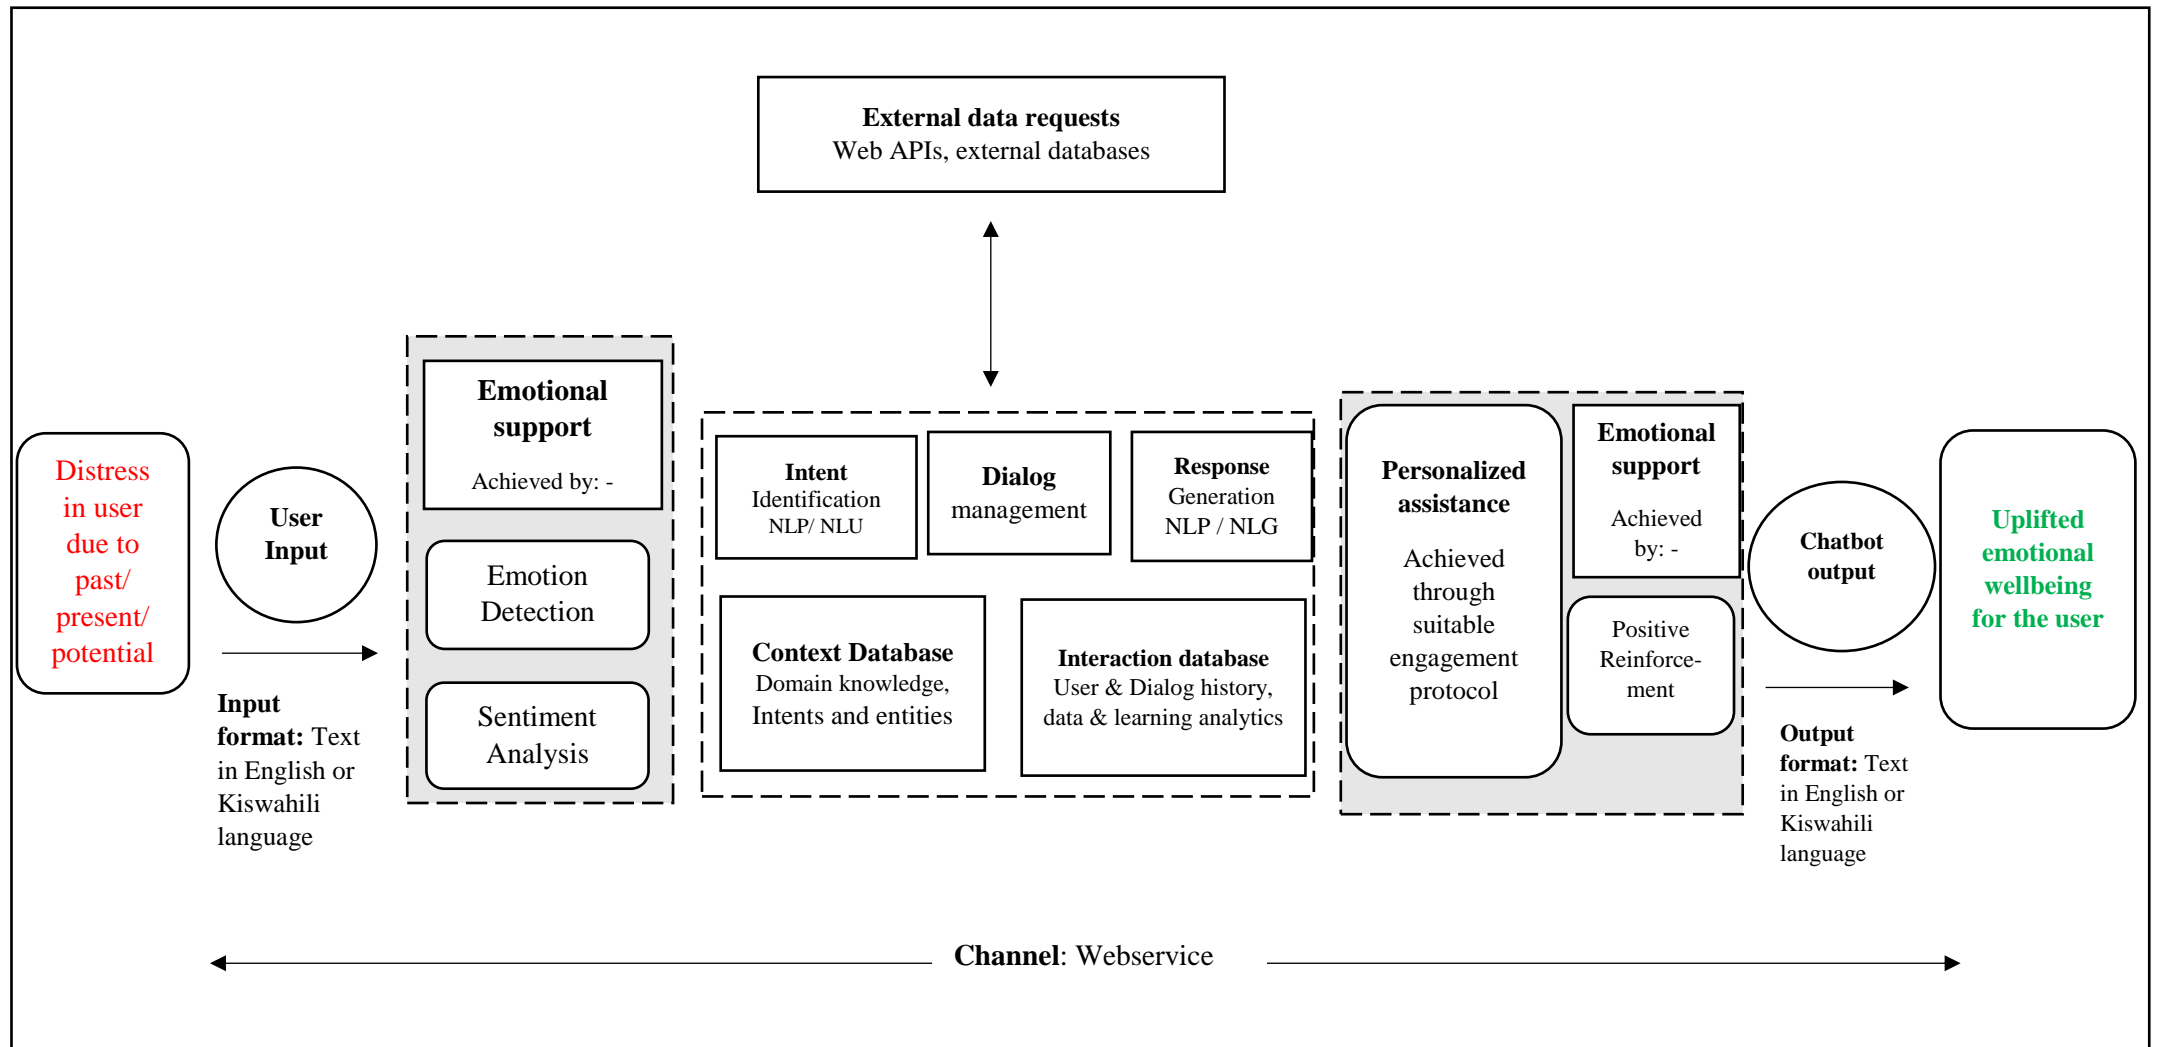 External data requests
Web APIs, external databases
Distress
in user
due to
past/
present/
potential
User
Input
Input
format: Text
in English or
Kiswahili
language
Emotional
support
Achieved by: -
Emotion
Detection
Sentiment
Analysis
Intent
Identification
NLP/ NLU
Dialog
management
Response
Generation
NLP / NLG
Context Database
Domain knowledge,
Intents and entities
Interaction database
User & Dialog history,
data & learning analytics
Personalized
assistance
Achieved
through
suitable
engagement
protocol
Emotional
support
Achieved
by: -
Positive
Reinforce-
ment
Chatbot
output
Output
format: Text
in English or
Kiswahili
language
Uplifted
emotional
wellbeing
for the user
Channel: Webservice